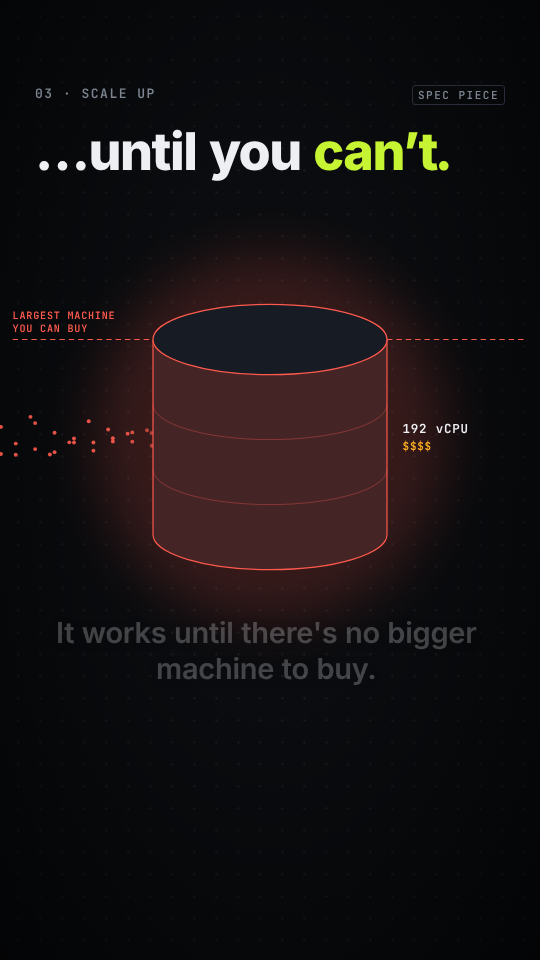 03 · SCALE UP
SPEC PIECE
…until you can’t.
LARGEST MACHINE
YOU CAN BUY
192 vCPU
$$$$
It works until there's no bigger
machine to buy.